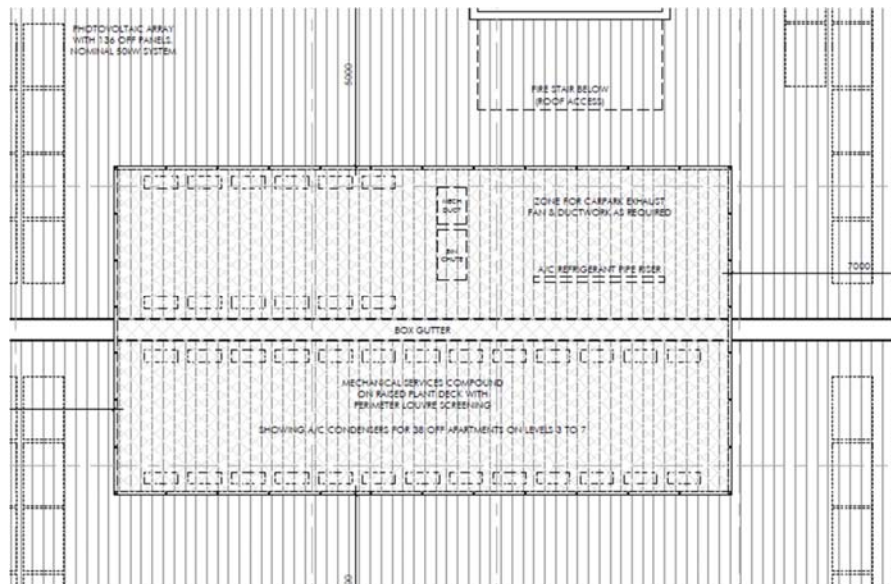 PHOTOVOLTAIC ARRAY
WITH 136 OFF PANELS.
NOMINAL 50kW SYSTEM
5000
FIRE STAIR BELOW
(ROOF ACCESS)
MECH
DUCT
ZONE FOR CARPARK EXHAUST
FAN & DUCTWORK AS REQUIRED
BIN
CHUTE
A/C REFRIGERANT PIPE RISER
7000
BOX GUTTER
MECHANICAL SERVICES COMPOUND
ON RAISED PLANT DECK WITH
PERIMETER LOUVRE SCREENING
SHOWING A/C CONDENSERS FOR 38 OFF APARTMENTS ON LEVELS 3 TO 7